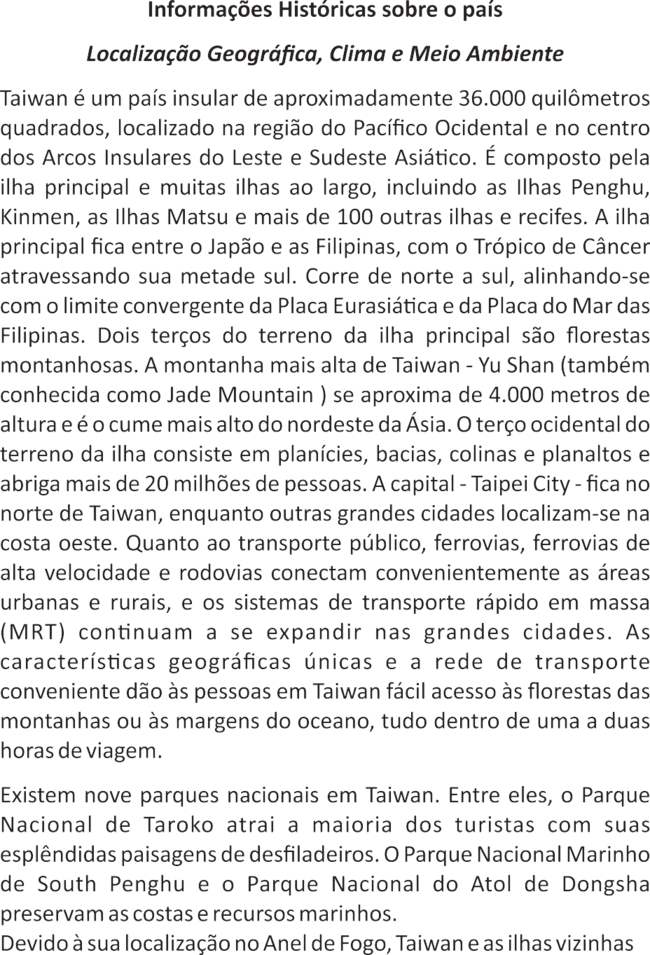 Informações Históricas sobre o país
Localização Geográfica, Clima e Meio Ambiente
Taiwan é um país insular de aproximadamente 36.000 quilômetros
quadrados, localizado na região do Pacífico Ocidental e no centro
dos Arcos Insulares do Leste e Sudeste Asiático. É composto pela
ilha principal e muitas ilhas ao largo, incluindo as Ilhas Penghu,
Kinmen, as Ilhas Matsu e mais de 100 outras ilhas e recifes. A ilha
principal fica entre o Japão e as Filipinas, com o Trópico de Câncer
atravessando sua metade sul. Corre de norte a sul, alinhando-se
com o limite convergente da Placa Eurasiática e da Placa do Mar das
Filipinas. Dois terços do terreno da ilha principal são florestas
montanhosas. A montanha mais alta de Taiwan - Yu Shan (também
conhecida como Jade Mountain ) se aproxima de 4.000 metros de
altura e é o cume mais alto do nordeste da Ásia. O terço ocidental do
terreno da ilha consiste em planícies, bacias, colinas e planaltos e
abriga mais de 20 milhões de pessoas. A capital - Taipei City - fica no
norte de Taiwan, enquanto outras grandes cidades localizam-se na
costa oeste. Quanto ao transporte público, ferrovias, ferrovias de
alta velocidade e rodovias conectam convenientemente as áreas
urbanas e rurais, e os sistemas de transporte rápido em massa
(MRT) continuam a se expandir nas grandes cidades. As
características geográficas únicas e a rede de transporte
conveniente dão às pessoas em Taiwan fácil acesso às florestas das
montanhas ou às margens do oceano, tudo dentro de uma a duas
horas de viagem.
Existem nove parques nacionais em Taiwan. Entre eles, o Parque
Nacional de Taroko atrai a maioria dos turistas com suas
esplêndidas paisagens de desfiladeiros. O Parque Nacional Marinho
de South Penghu e o Parque Nacional do Atol de Dongsha
preservam as costas e recursos marinhos.
Devido à sua localização no Anel de Fogo, Taiwan e as ilhas vizinhas